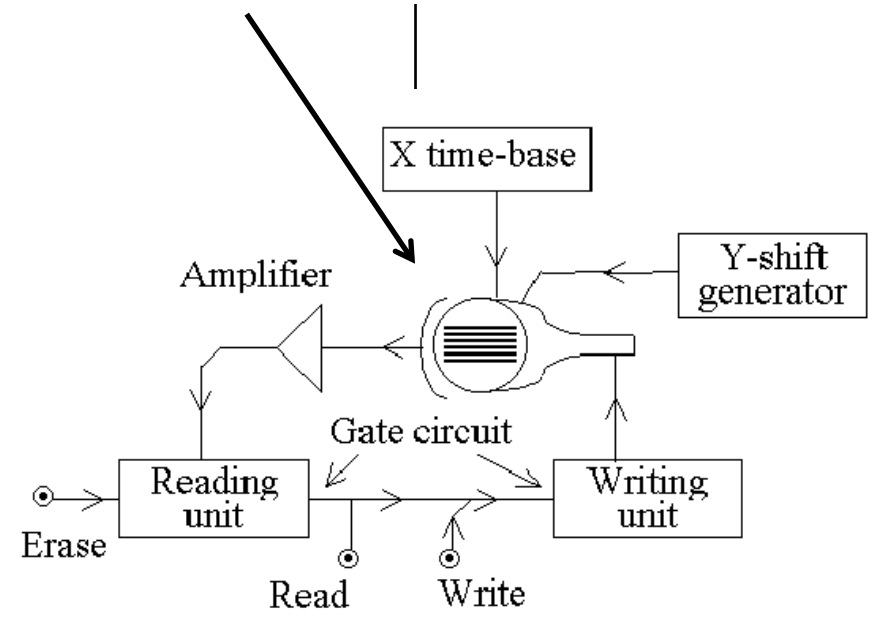 X time-base
Y-shift
generator
Amplifier
Gate circuit
Reading
unit
Writing
unit
Erase
Read
Write